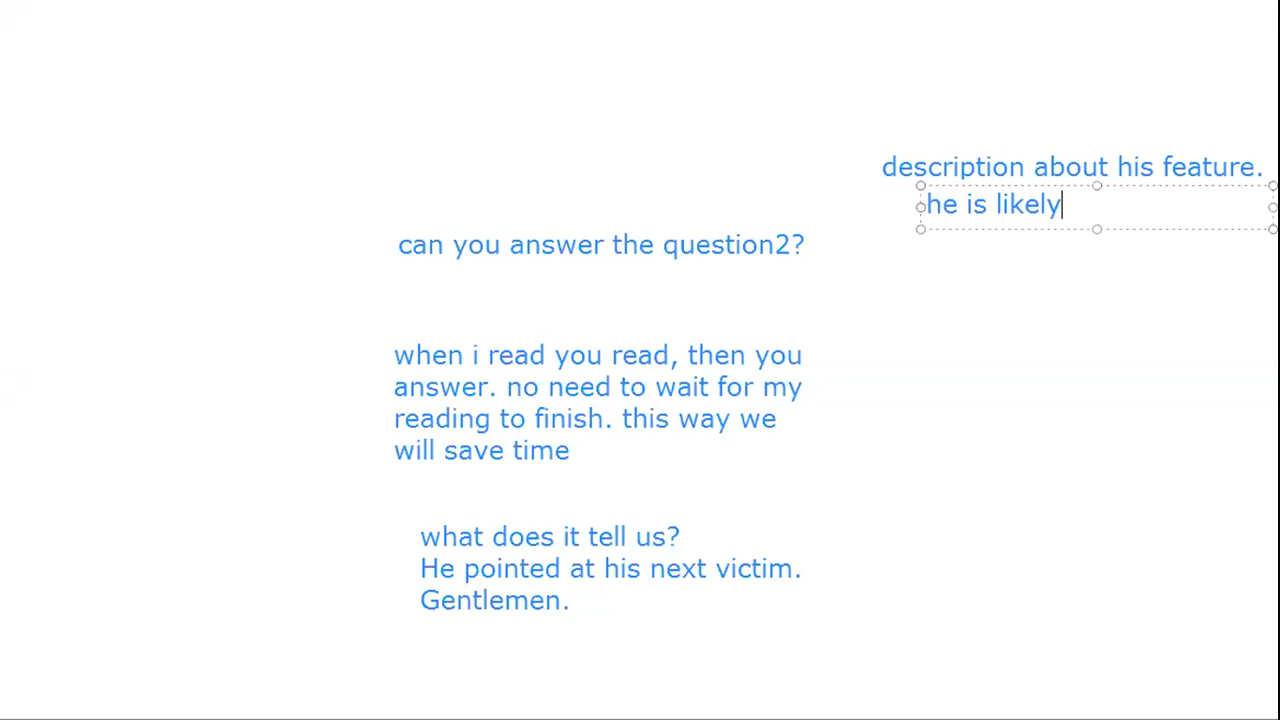 description about his feature.
he is likely
can you answer the question2?
when i read you read, then you
answer. no need to wait for my
reading to finish. this way we
will save time
what does it tell us?
He pointed at his next victim.
Gentlemen.